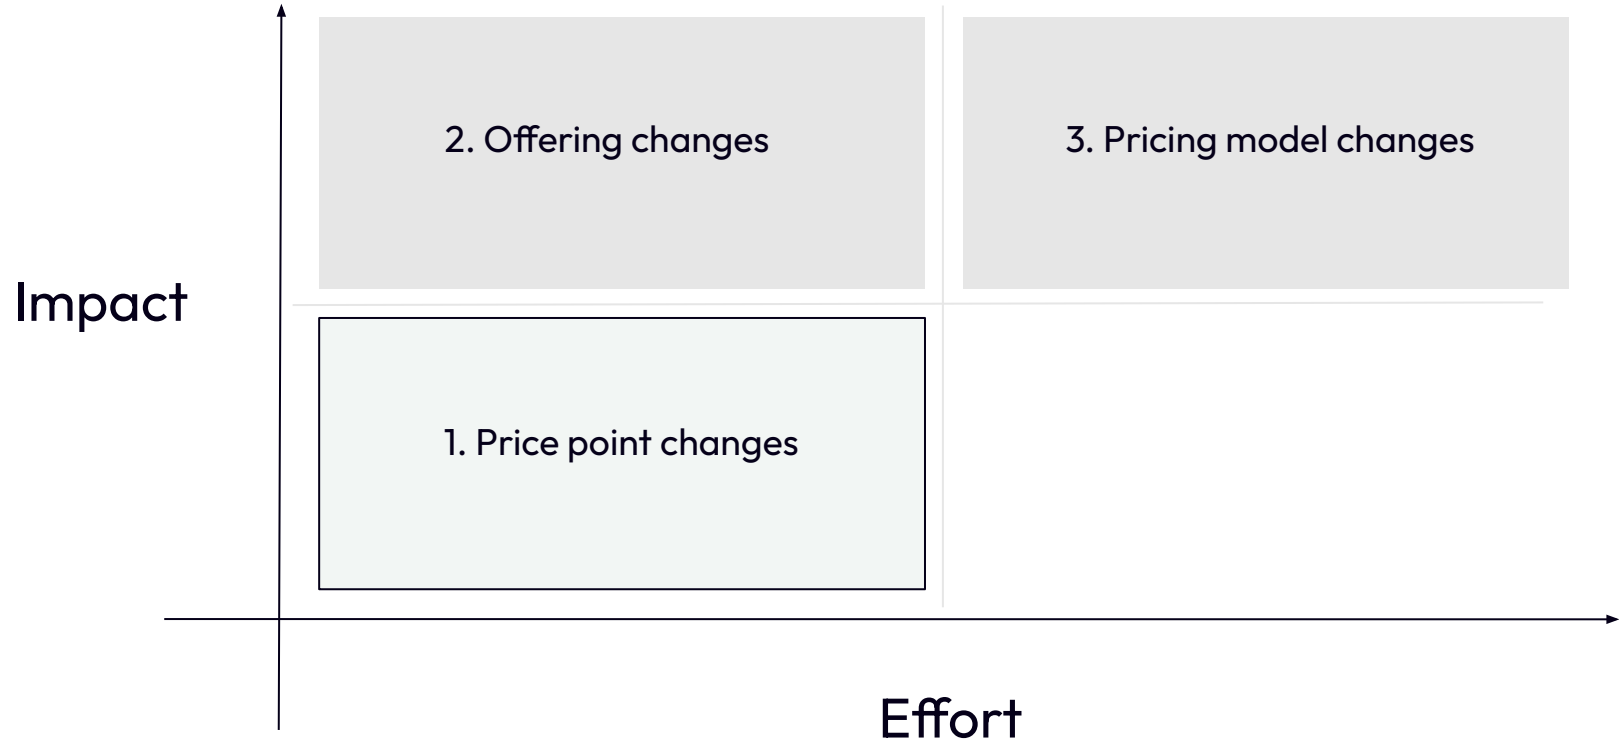 2. Offering changes
3. Pricing model changes
Impact
1. Price point changes
Effort